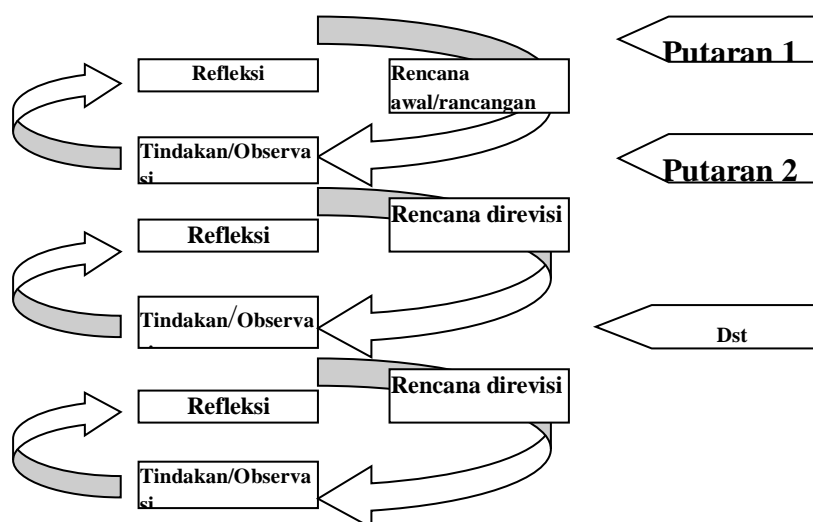 Putaran 1
Refleksi
Rencana
awal/rancangan
Tindakan/Observa
si
Putaran 2
Rencana direvisi
Refleksi
Tindakan/Observa
Dst
Rencana direvisi
Refleksi
Tindakan/Observa
si